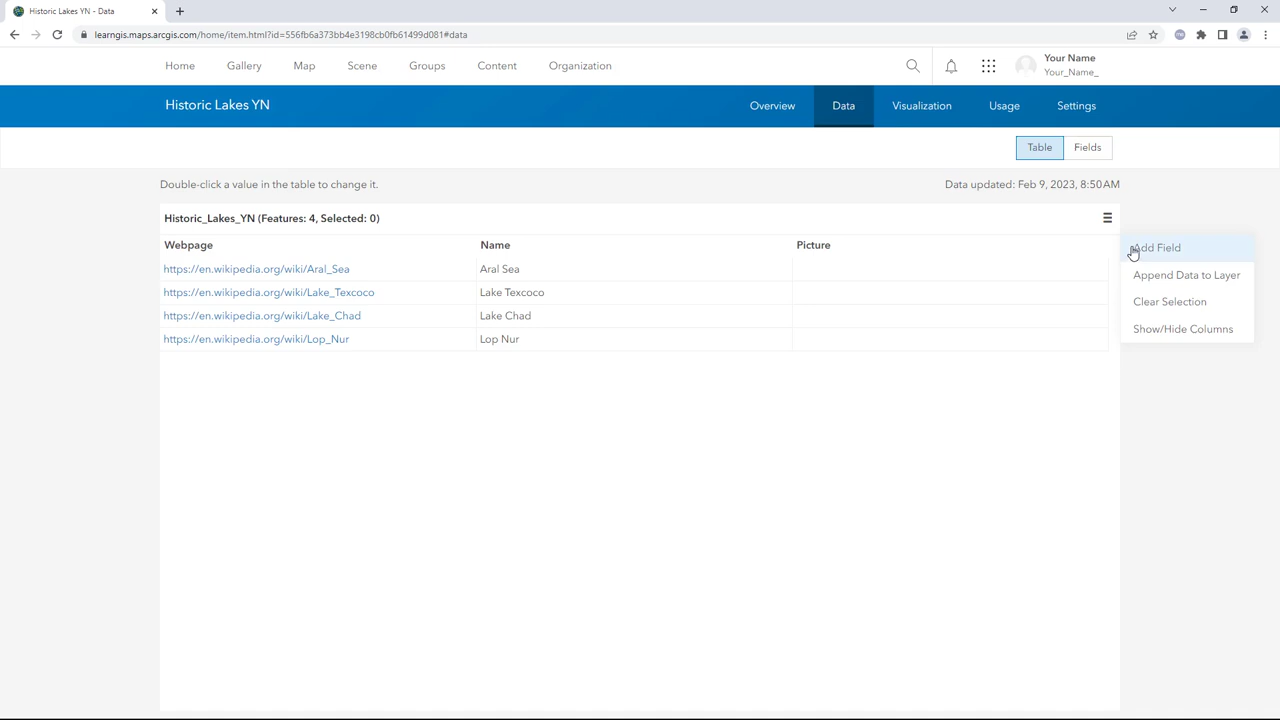 Historic Lakes YN - Data
learngis.maps.arcgis.com/home/item.html?id=556fb6a373bb4e3198cb0fb61499d081#data
Home Gallery Map Scene Groups Content Organization
Your Name
Your_Name_
Historic Lakes YN
Overview Data Visualization Usage Settings
Table Fields
Double-click a value in the table to change it.
Data updated: Feb 9, 2023, 8:50AM
Historic_Lakes_YN (Features: 4, Selected: 0)
Webpage Name Picture
https://en.wikipedia.org/wiki/Aral_Sea Aral Sea
https://en.wikipedia.org/wiki/Lake_Texcoco Lake Texcoco
https://en.wikipedia.org/wiki/Lake_Chad Lake Chad
https://en.wikipedia.org/wiki/Lop_Nur Lop Nur
Add Field
Append Data to Layer
Clear Selection
Show/Hide Columns